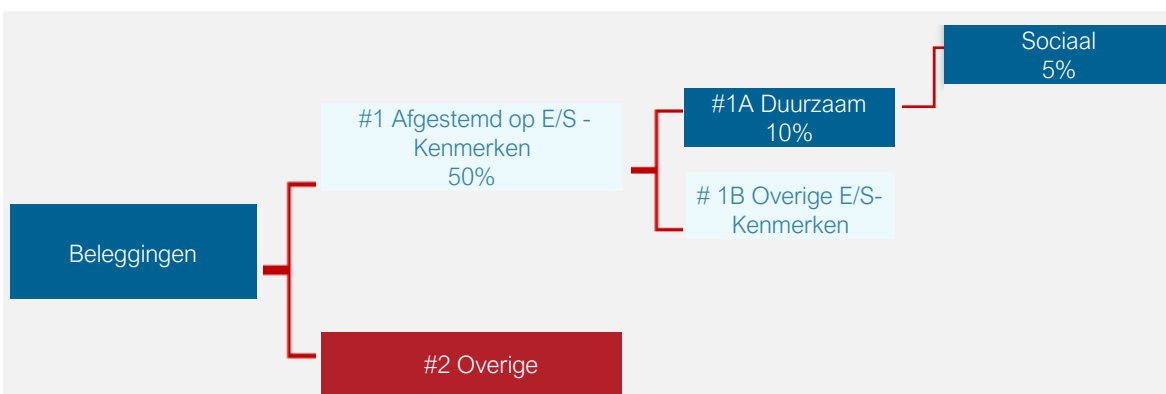 Sociaal
5%
#1A Duurzaam
10%
#1 Afgestemd op E/S -
Kenmerken
50%
# 1B Overige E/S-
Kenmerken
Beleggingen
#2 Overige